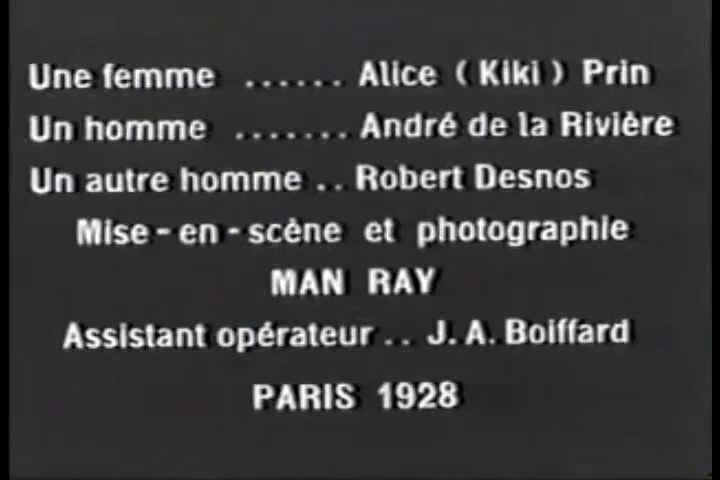 Une femme ...... Alice (Kiki) Prin
Un homme ....... André de la Rivière
Un autre homme .. Robert Desnos
Mise-en-scène et photographie
MAN RAY
Assistant opérateur .. J. A. Boiffard
PARIS 1928